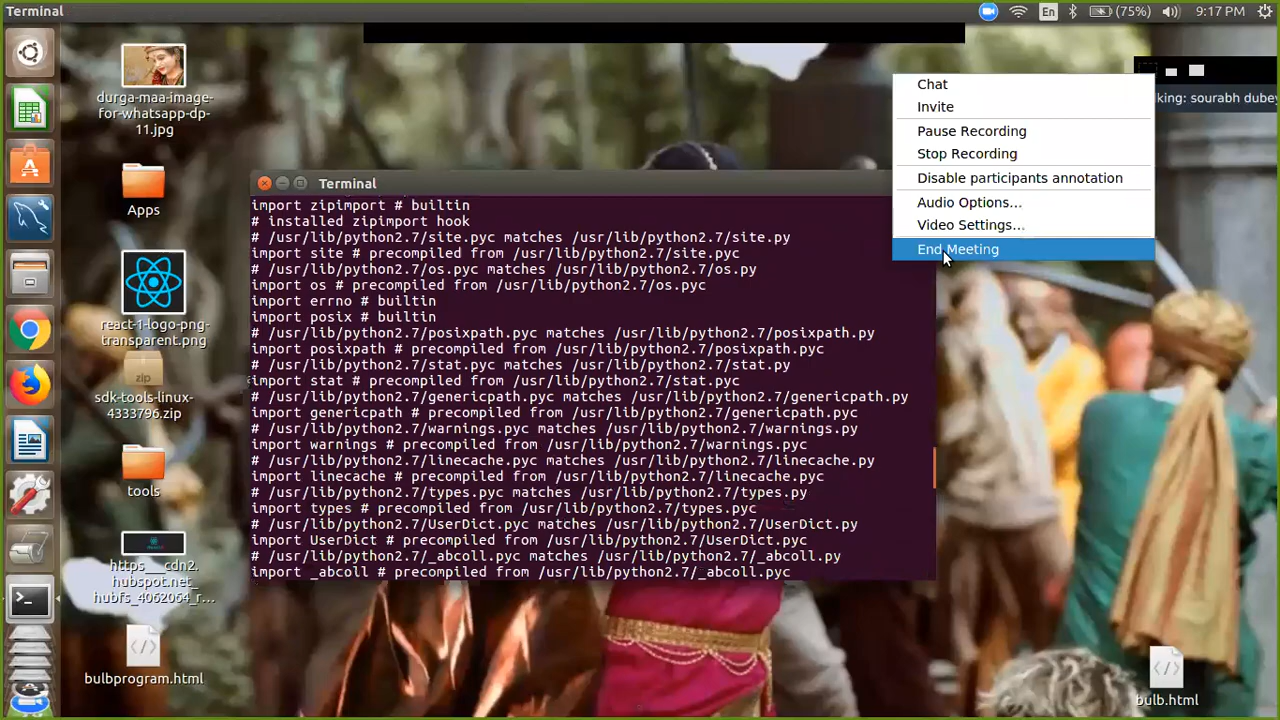 Terminal
En
(75%)
9:17 PM
durga-maa-image-
for-whatsapp-dp-
11.jpg
Apps
react-1-logo-png-
transparent.png
zip
sdk-tools-linux-
4333796.zip
tools
https___cdn2.
hubspot.net_
hubfs_4062064_r...
bulbprogram.html
Terminal
import zipimport # builtin
# installed zipimport hook
# /usr/lib/python2.7/site.pyc matches /usr/lib/python2.7/site.py
import site # precompiled from /usr/lib/python2.7/site.pyc
# /usr/lib/python2.7/os.pyc matches /usr/lib/python2.7/os.py
import os # precompiled from /usr/lib/python2.7/os.pyc
import errno # builtin
import posix # builtin
# /usr/lib/python2.7/posixpath.pyc matches /usr/lib/python2.7/posixpath.py
import posixpath # precompiled from /usr/lib/python2.7/posixpath.pyc
# /usr/lib/python2.7/stat.pyc matches /usr/lib/python2.7/stat.py
import stat # precompiled from /usr/lib/python2.7/stat.pyc
# /usr/lib/python2.7/genericpath.pyc matches /usr/lib/python2.7/genericpath.py
import genericpath # precompiled from /usr/lib/python2.7/genericpath.pyc
# /usr/lib/python2.7/warnings.pyc matches /usr/lib/python2.7/warnings.py
import warnings # precompiled from /usr/lib/python2.7/warnings.pyc
# /usr/lib/python2.7/linecache.pyc matches /usr/lib/python2.7/linecache.py
import linecache # precompiled from /usr/lib/python2.7/linecache.pyc
# /usr/lib/python2.7/types.pyc matches /usr/lib/python2.7/types.py
import types # precompiled from /usr/lib/python2.7/types.pyc
# /usr/lib/python2.7/UserDict.pyc matches /usr/lib/python2.7/UserDict.py
import UserDict # precompiled from /usr/lib/python2.7/UserDict.pyc
# /usr/lib/python2.7/_abcoll.pyc matches /usr/lib/python2.7/_abcoll.py
import _abcoll # precompiled from /usr/lib/python2.7/_abcoll.pyc
Chat
Invite
Pause Recording
Stop Recording
Disable participants annotation
Audio Options...
Video Settings...
End Meeting
lking: sourabh dubey
bulb.html